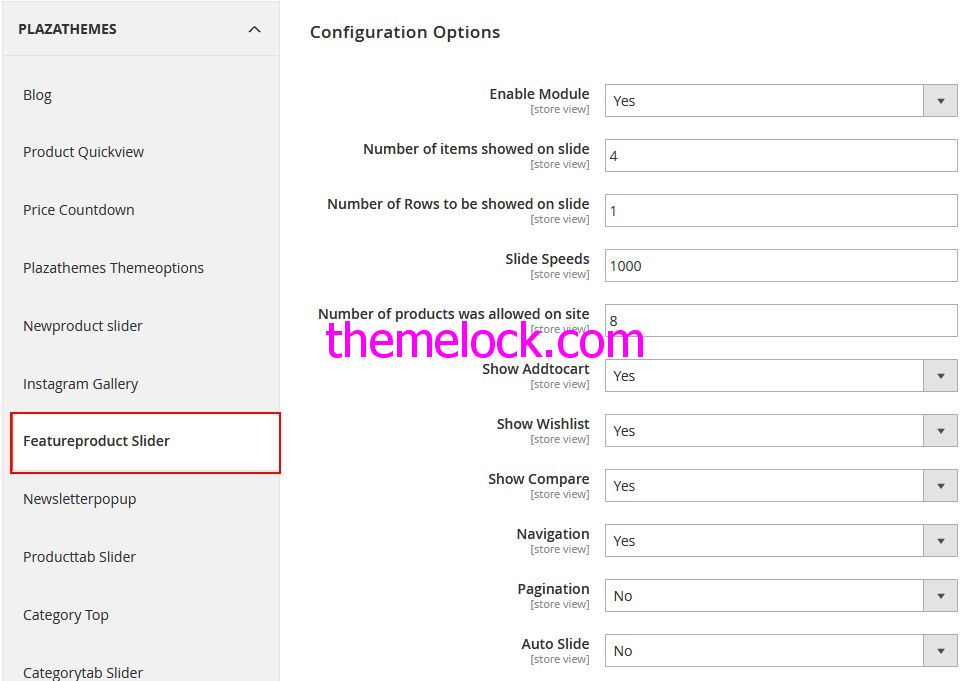 PLAZATHEMES
Blog
Product Quickview
Price Countdown
Plazathemes Themeoptions
Newproduct slider
Instagram Gallery
Featureproduct Slider
Newsletterpopup
Producttab Slider
Category Top
Categorytab Slider
Configuration Options
Enable Module Yes
[store view]
Number of items showed on slide 4
[store view]
Number of Rows to be showed on slide 1
[store view]
Slide Speeds 1000
[store view]
Number of products was allowed on site 8
[store view]
themelock.com
Show Addtocart Yes
[store view]
Show Wishlist Yes
[store view]
Show Compare Yes
[store view]
Navigation Yes
[store view]
Pagination No
[store view]
Auto Slide No
[store view]